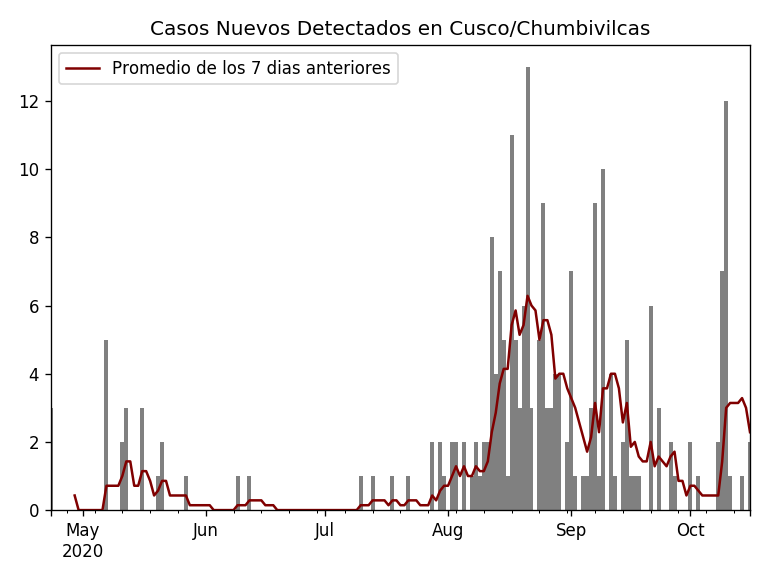 Casos Nuevos Detectados en Cusco/Chumbivilcas
Promedio de los 7 dias anteriores
12
10
8
6
4
2
0
May Jun Jul Aug Sep Oct
2020